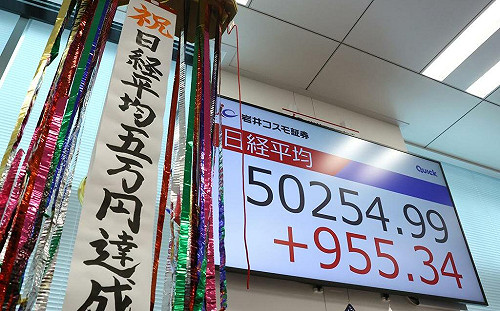 祝
日経平均五万円達成
岩井コスモ証券
日経平均
QUICK
50254.99
+955.34